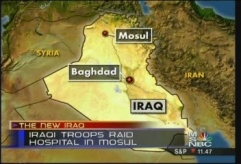 Mosul
SYRIA
Baghdad
IRAN
IRAQ
THE NEW IRAQ
IRAQI TROOPS RAID
HOSPITAL IN MOSUL
MSNBC
S&P ▼ 11.47